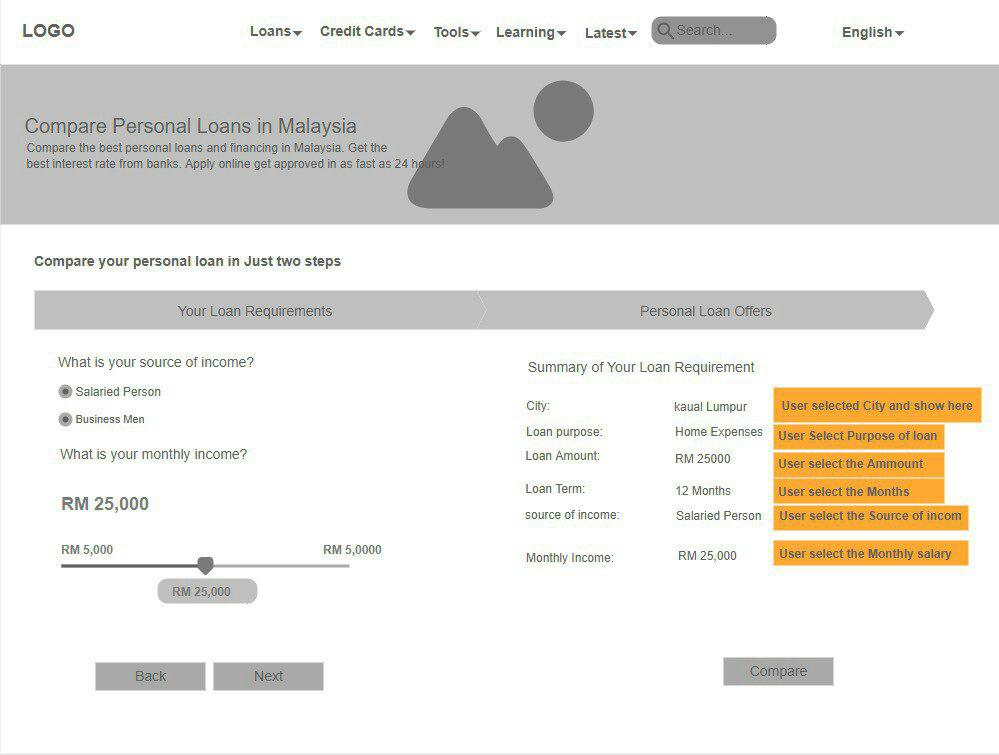 LOGO
Loans
Credit Cards
Tools
Learning
Latest
Search...
English
Compare Personal Loans in Malaysia
Compare the best personal loans and financing in Malaysia. Get the
best interest rate from banks. Apply online get approved in as fast as 24 hours!
Compare your personal loan in Just two steps
Your Loan Requirements
Personal Loan Offers
What is your source of income?
Salaried Person
Business Men
What is your monthly income?
RM 25,000
RM 5,000
RM 5,0000
RM 25,000
Back
Next
Summary of Your Loan Requirement
City: kaual Lumpur User selected City and show here
Loan purpose: Home Expenses User Select Purpose of loan
Loan Amount: RM 25000 User select the Ammount
Loan Term: 12 Months User select the Months
source of income: Salaried Person User select the Source of incom
Monthly Income: RM 25,000 User select the Monthly salary
Compare